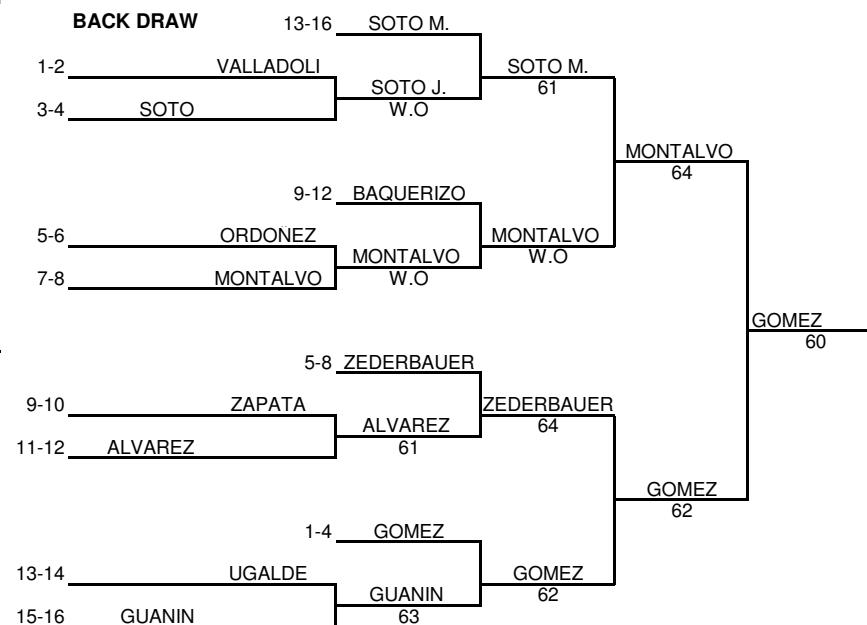 BACK DRAW
13-16 SOTO M.
1-2 VALLADOLI SOTO M.
SOTO J. 61
3-4 SOTO W.O
MONTALVO
64
9-12 BAQUERIZO
5-6 ORDOÑEZ MONTALVO
MONTALVO W.O
7-8 MONTALVO W.O
GOMEZ
60
5-8 ZEDERBAUER
9-10 ZAPATA ZEDERBAUER
ALVAREZ 64
11-12 ALVAREZ 61
GOMEZ
62
1-4 GOMEZ
13-14 UGALDE GOMEZ
GUANIN 62
15-16 GUANIN 63